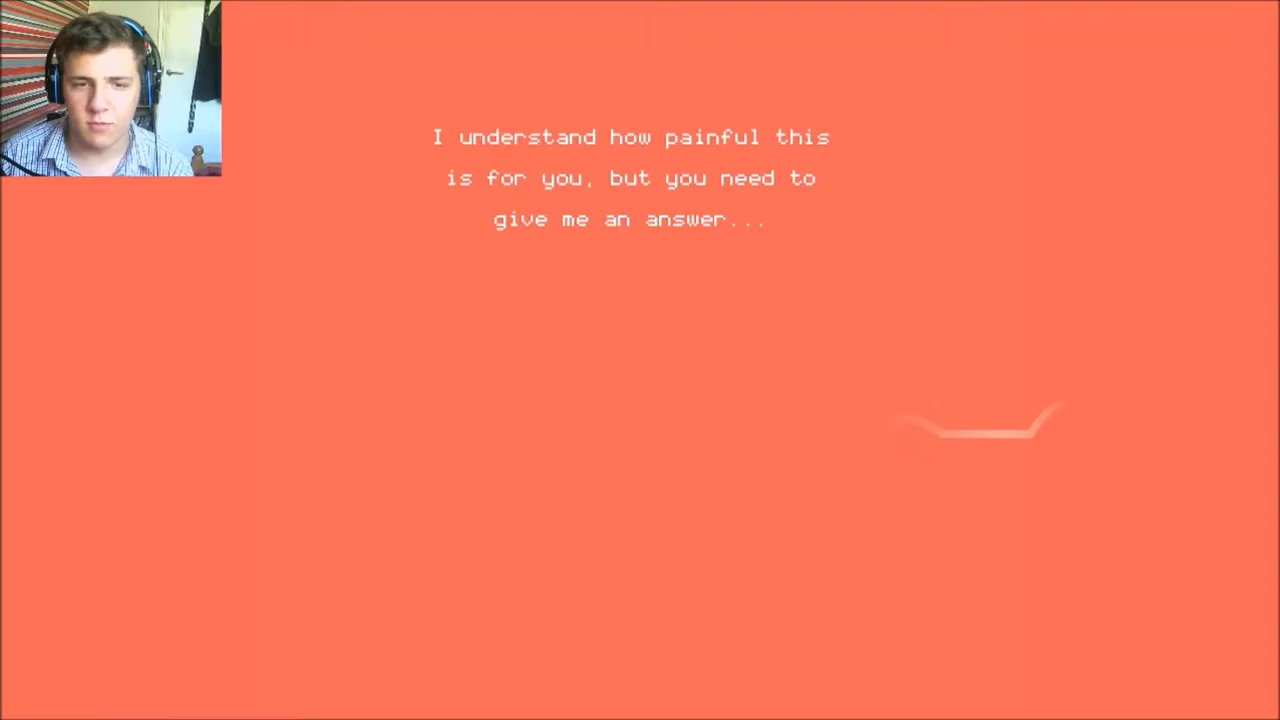 I understand how painful this
is for you, but you need to
give me an answer...